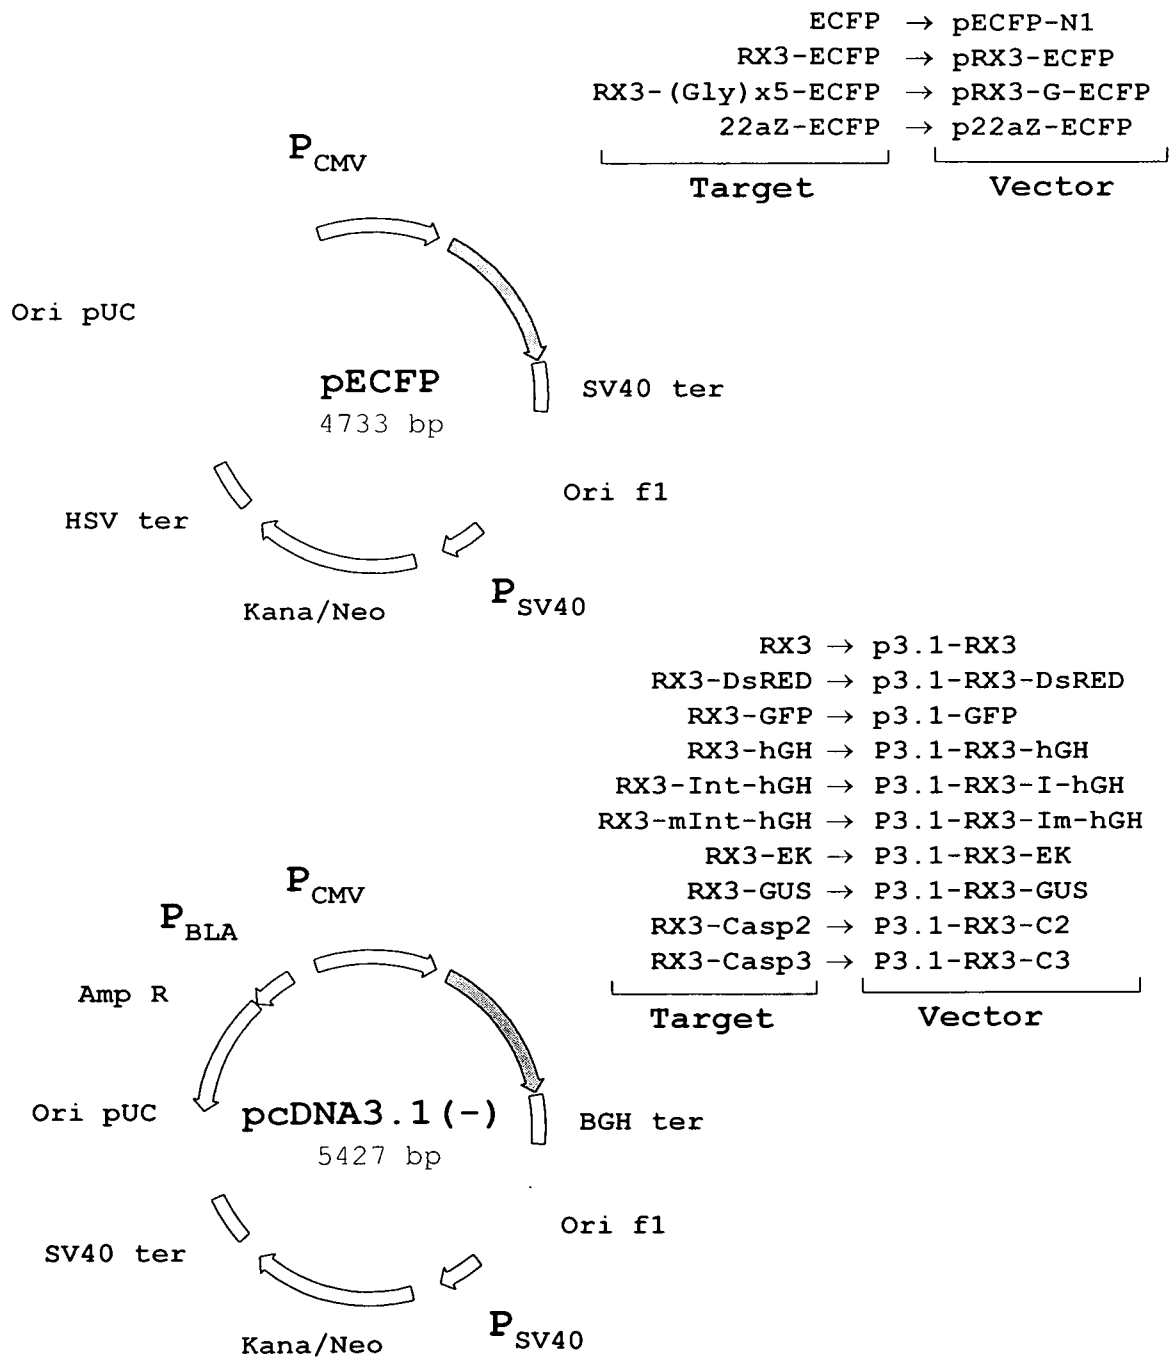 ECFP → pECFP-N1
RX3-ECFP → pRX3-ECFP
RX3-(Gly)x5-ECFP → pRX3-G-ECFP
22aZ-ECFP → p22aZ-ECFP
Target Vector
PCMV
Ori pUC
pECFP
4733 bp
SV40 ter
Ori f1
HSV ter
PSV40
Kana/Neo
RX3 → p3.1-RX3
RX3-DsRED → p3.1-RX3-DsRED
RX3-GFP → p3.1-GFP
RX3-hGH → P3.1-RX3-hGH
RX3-Int-hGH → P3.1-RX3-I-hGH
RX3-mInt-hGH → P3.1-RX3-Im-hGH
RX3-EK → P3.1-RX3-EK
RX3-GUS → P3.1-RX3-GUS
RX3-Casp2 → P3.1-RX3-C2
RX3-Casp3 → P3.1-RX3-C3
Target Vector
PCMV
PBLA
Amp R
Ori pUC
pcDNA3.1(-)
5427 bp
BGH ter
Ori f1
SV40 ter
PSV40
Kana/Neo